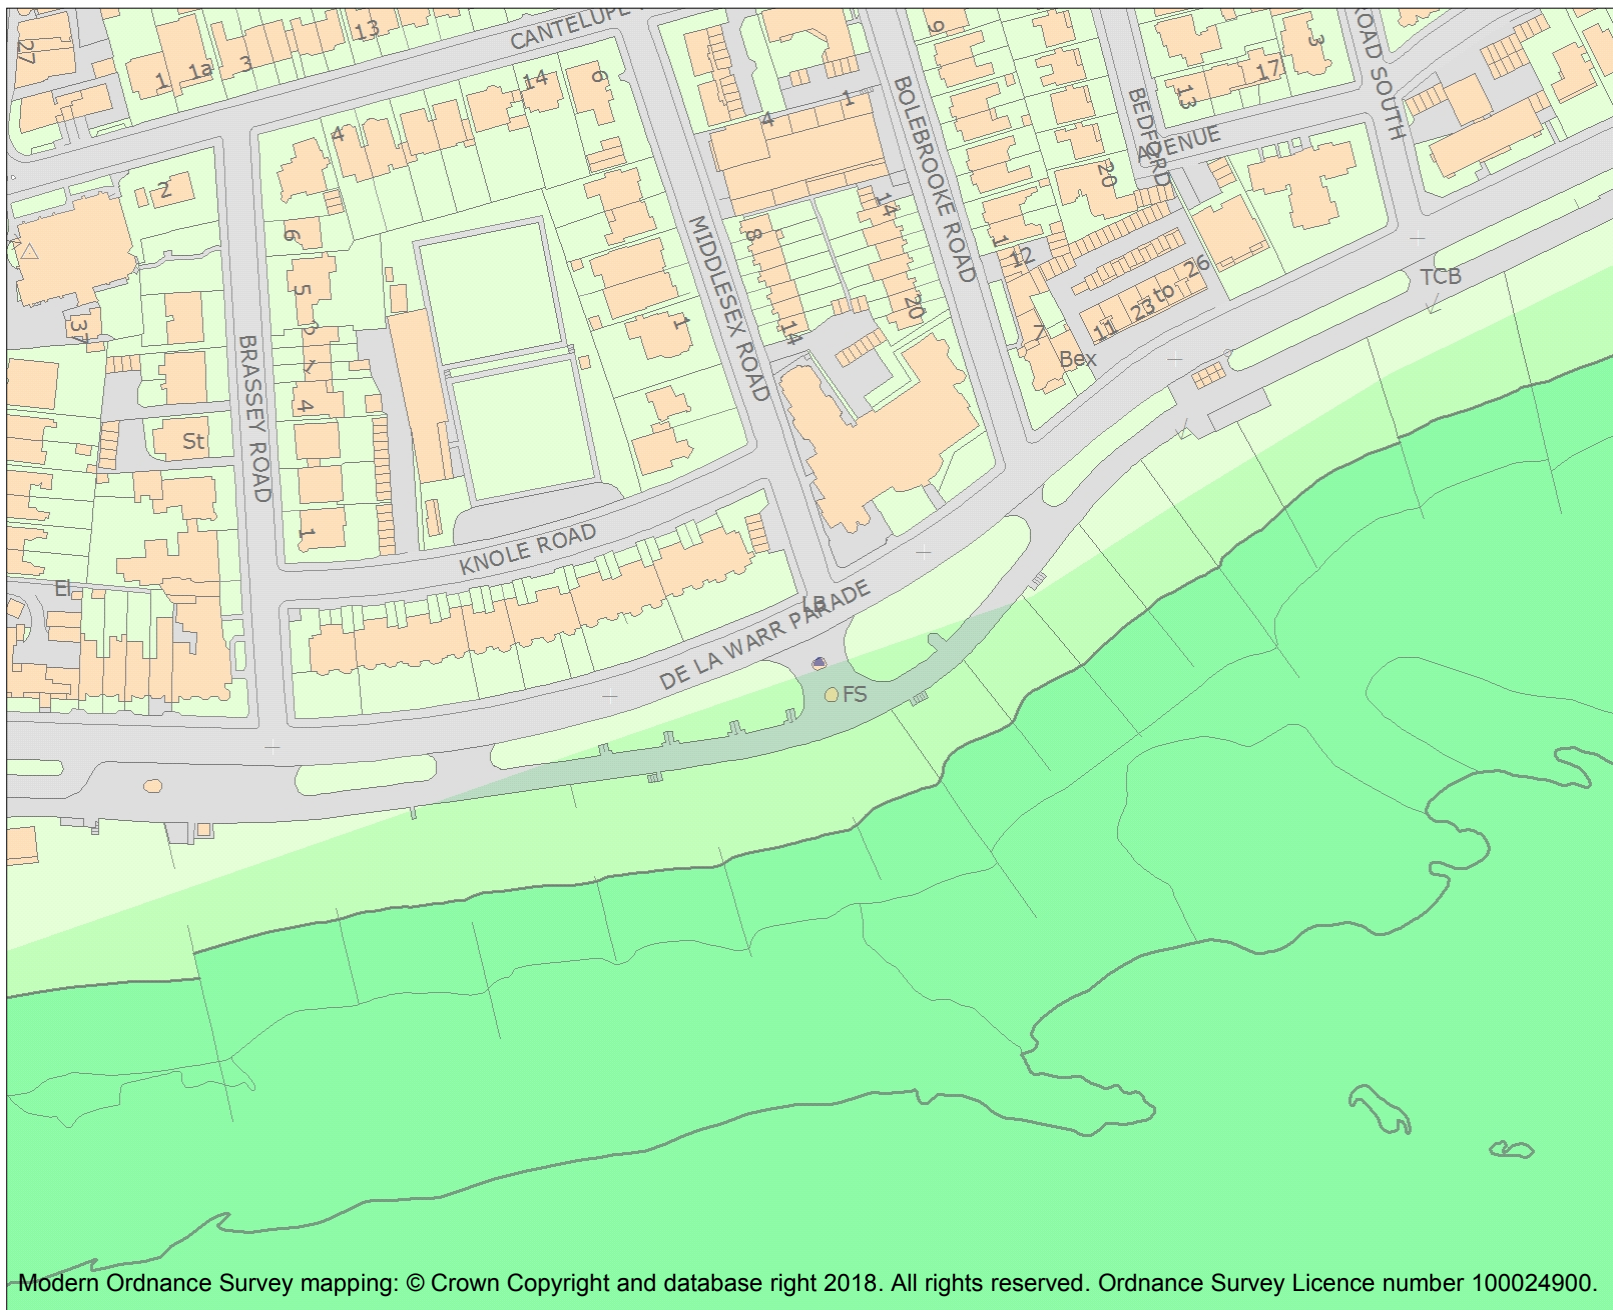 CANTELUPE
13
27
1
1a
3
14
6
4
2
6
5
3
1
4
1
37
St
El
BRASSEY ROAD
KNOLE ROAD
MIDDLESEX ROAD
4
1
8
14
14
20
1
BOLEBROOKE ROAD
9
BEDFORD
AVENUE
13
17
3
20
ROAD SOUTH
1
12
7
11
23 to
26
Bex
TCB
LB
DE LA WARR PARADE
FS
Modern Ordnance Survey mapping: © Crown Copyright and database right 2018. All rights reserved. Ordnance Survey Licence number 100024900.